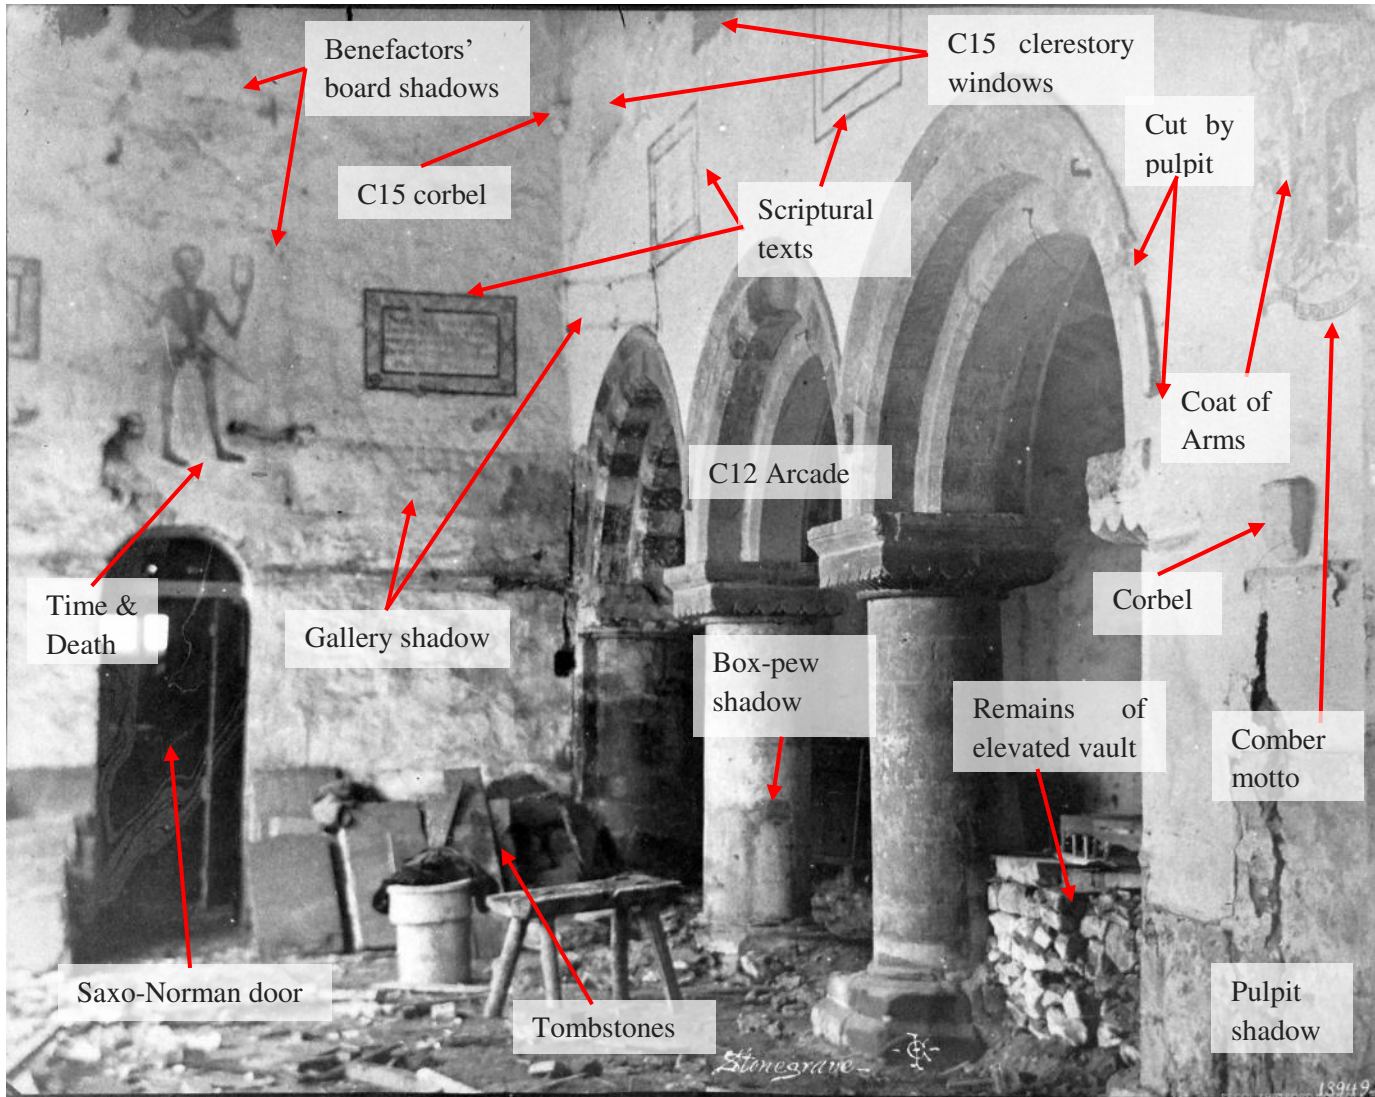 Benefactors’
board shadows
C15 clerestory
windows
Cut by
pulpit
C15 corbel
Scriptural
texts
Coat of
Arms
C12 Arcade
Time &
Death
Gallery shadow
Corbel
Box-pew
shadow
Remains of
elevated vault
Comber
motto
Saxo-Norman door
Tombstones
Pulpit
shadow
Stonegrave-
13949